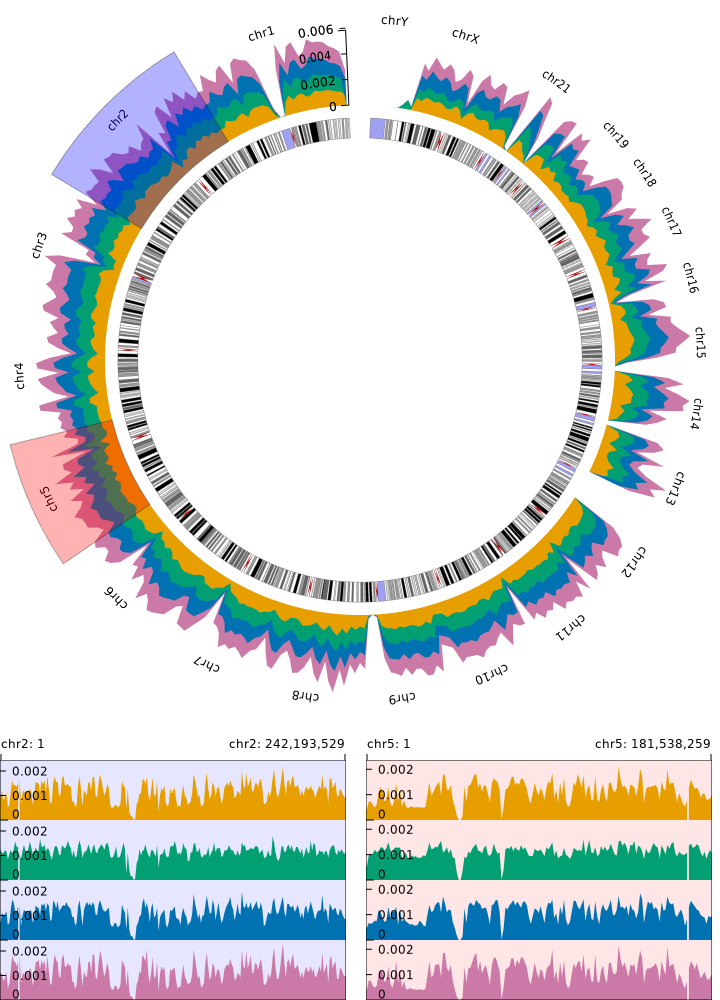 chrY
chr1
0.006
0.004
0.002
0
chrX
chr21
chr19
chr18
chr17
chr16
chr15
chr14
chr13
chr12
chr11
chr10
chr9
chr8
chr7
chr6
chr5
chr4
chr3
chr2
chr2: 1
chr2: 242,193,529
chr5: 1
chr5: 181,538,259
0.002
0.001
0
0.002
0.001
0
0.002
0.001
0
0.002
0.001
0
0.002
0.001
0
0.002
0.001
0
0.002
0.001
0
0.002
0.001
0